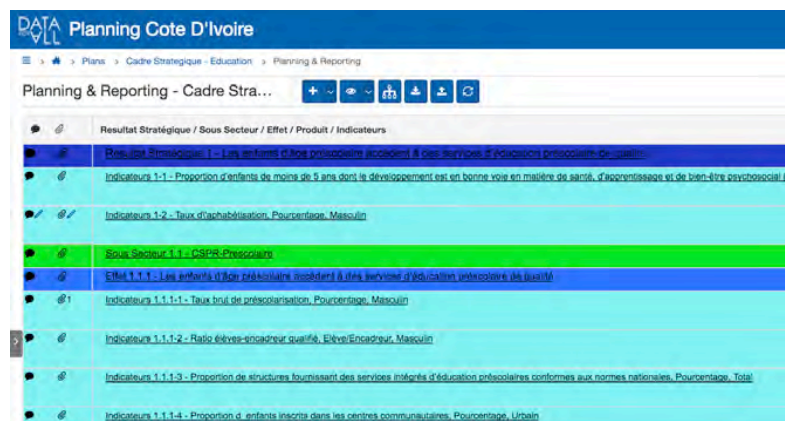 DATA
ALL
Planning Cote D'Ivoire
Plans > Cadre Strategique - Education > Planning & Reporting
Planning & Reporting - Cadre Stra...
Resultat Stratégique / Sous Secteur / Effet / Produit / Indicateurs
Resultat Stratégique 1 - Les enfants d'âge préscolaire accèdent à des services d'éducation préscolaire de qualité
Indicateurs 1-1 - Proportion d'enfants de moins de 5 ans dont le développement est en bonne voie en matière de santé, d'apprentissage et de bien-être psychosocial (
Indicateurs 1-2 - Taux d'aphabétisation, Pourcentage, Masculin
Sous Secteur 1.1 - CSPR-Prescolaire
Effet 1.1.1 - Les enfants d'âge préscolaire accèdent à des services d'éducation préscolaire de qualité
1 Indicateurs 1.1.1-1 - Taux brut de préscolarisation, Pourcentage, Masculin
Indicateurs 1.1.1-2 - Ratio élèves-encadreur qualifié, Elève/Encadreur, Masculin
Indicateurs 1.1.1-3 - Proportion de structures fournissant des services intégrés d'éducation préscolaires conformes aux normes nationales, Pourcentage, Total
Indicateurs 1.1.1-4 - Proportion d enfants inscrits dans les centres communautaires, Pourcentage, Urbain